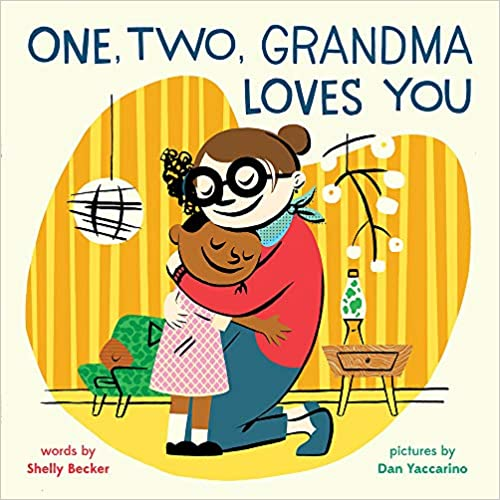 ONE, TWO, GRANDMA
LOVES YOU
words by
Shelly Becker
pictures by
Dan Yaccarino